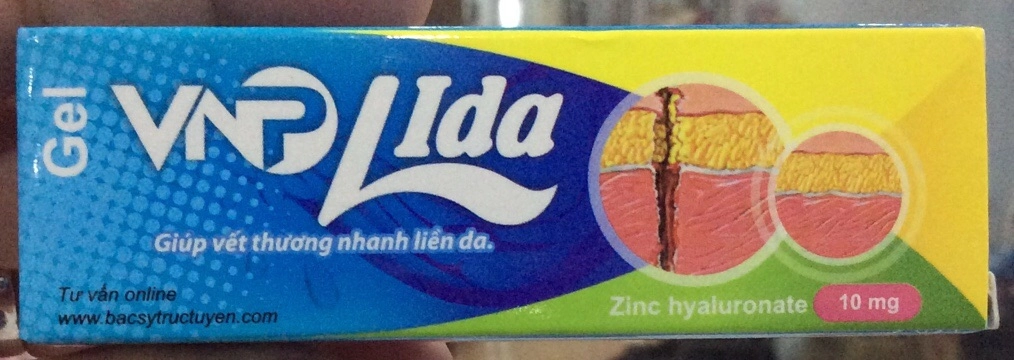 Gel
VNP LIda
Giúp vết thương nhanh liền da.
Tư vấn online
www.bacsytructuyen.com
Zinc hyaluronate 10 mg